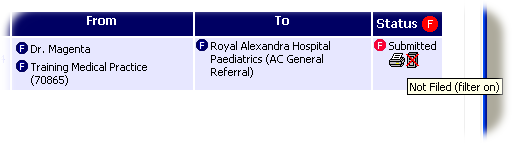 From To Status F
F Dr. Magenta F Royal Alexandra Hospital F Submitted
F Training Medical Practice Paediatrics (AC General
(70865) Referral)
Not Filed (filter on)